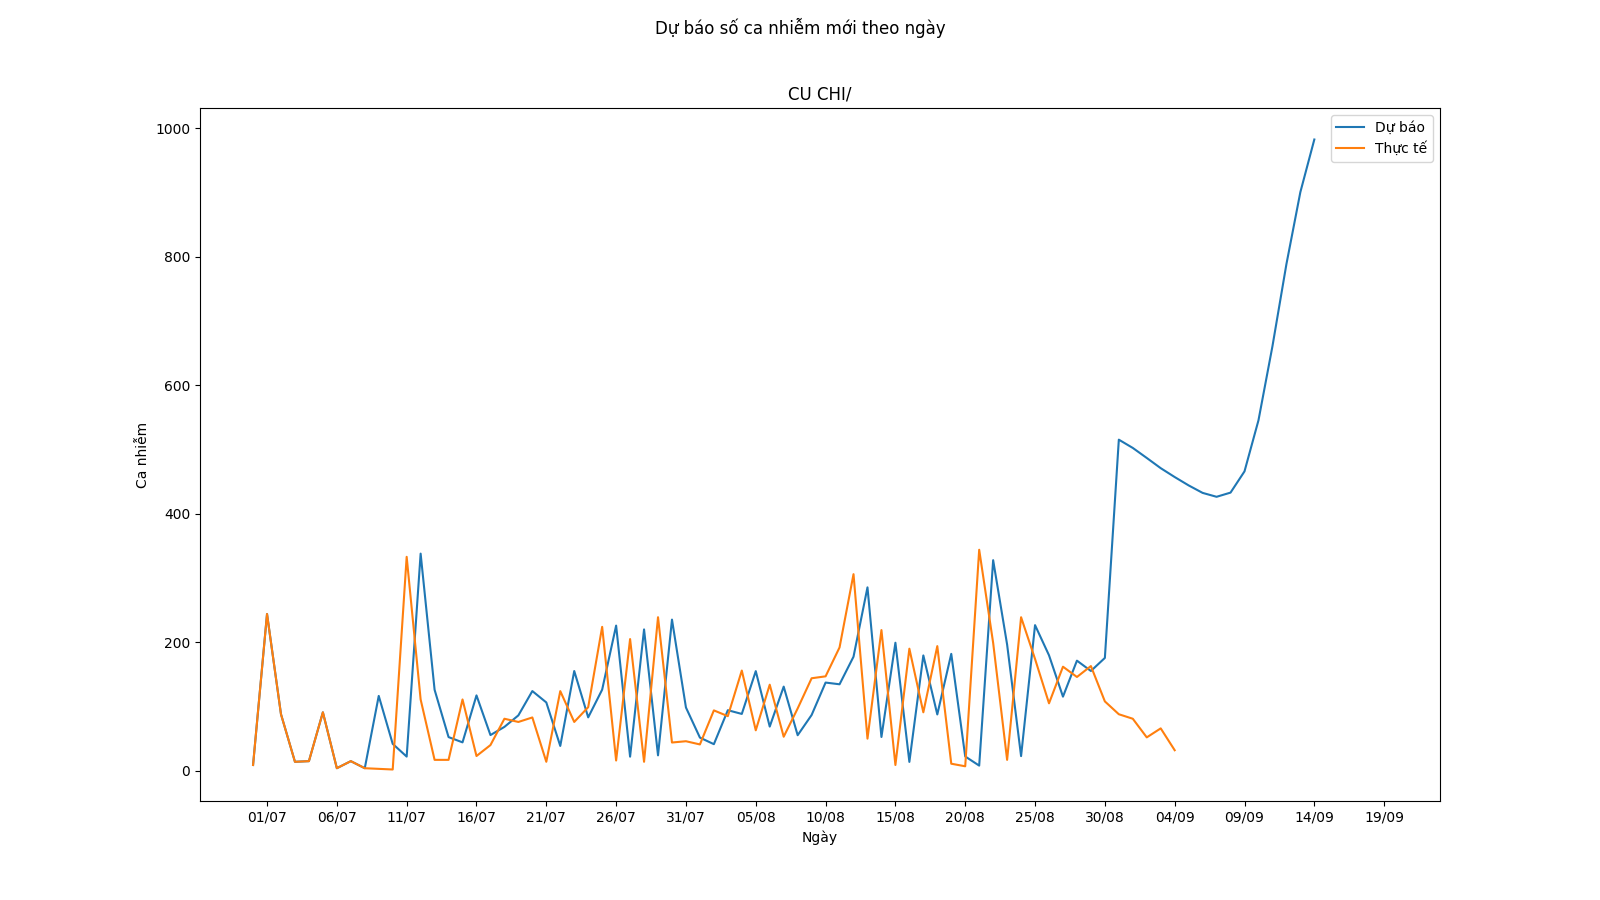 Dự báo số ca nhiễm mới theo ngày
CU CHI/
Dự báo
Thực tế
1000
800
600
400
200
0
Ca nhiễm
01/07 06/07 11/07 16/07 21/07 26/07 31/07 05/08 10/08 15/08 20/08 25/08 30/08 04/09 09/09 14/09 19/09
Ngày